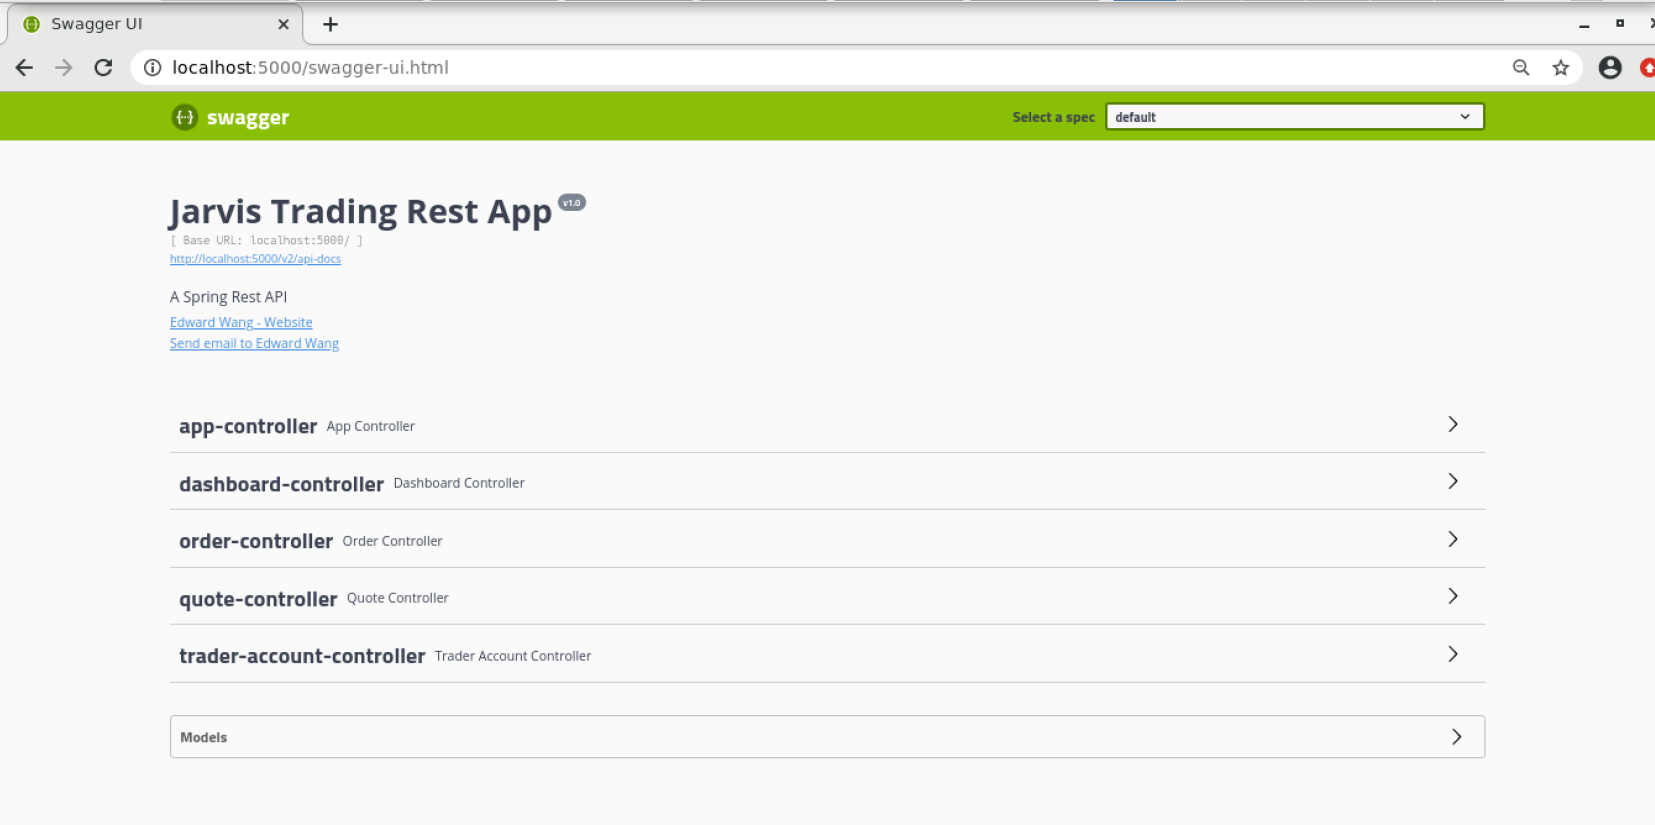 Swagger UI
localhost:5000/swagger-ui.html
swagger
Select a spec
default
Jarvis Trading Rest App v1.0
[ Base URL: localhost:5000/ ]
http://localhost:5000/v2/api-docs
A Spring Rest API
Edward Wang - Website
Send email to Edward Wang
app-controller App Controller
dashboard-controller Dashboard Controller
order-controller Order Controller
quote-controller Quote Controller
trader-account-controller Trader Account Controller
Models